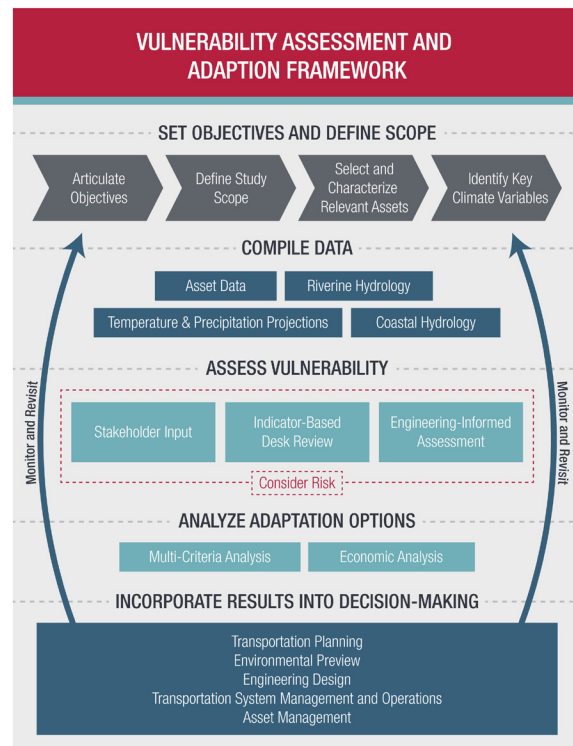 VULNERABILITY ASSESSMENT AND
ADAPTION FRAMEWORK
SET OBJECTIVES AND DEFINE SCOPE
Articulate
Objectives
Define Study
Scope
Select and
Characterize
Relevant Assets
Identify Key
Climate Variables
COMPILE DATA
Asset Data
Riverine Hydrology
Temperature & Precipitation Projections
Coastal Hydrology
ASSESS VULNERABILITY
Stakeholder Input
Indicator-Based
Desk Review
Engineering-Informed
Assessment
Consider Risk
Monitor and Revisit
Monitor and Revisit
ANALYZE ADAPTATION OPTIONS
Multi-Criteria Analysis
Economic Analysis
INCORPORATE RESULTS INTO DECISION-MAKING
Transportation Planning
Environmental Preview
Engineering Design
Transportation System Management and Operations
Asset Management